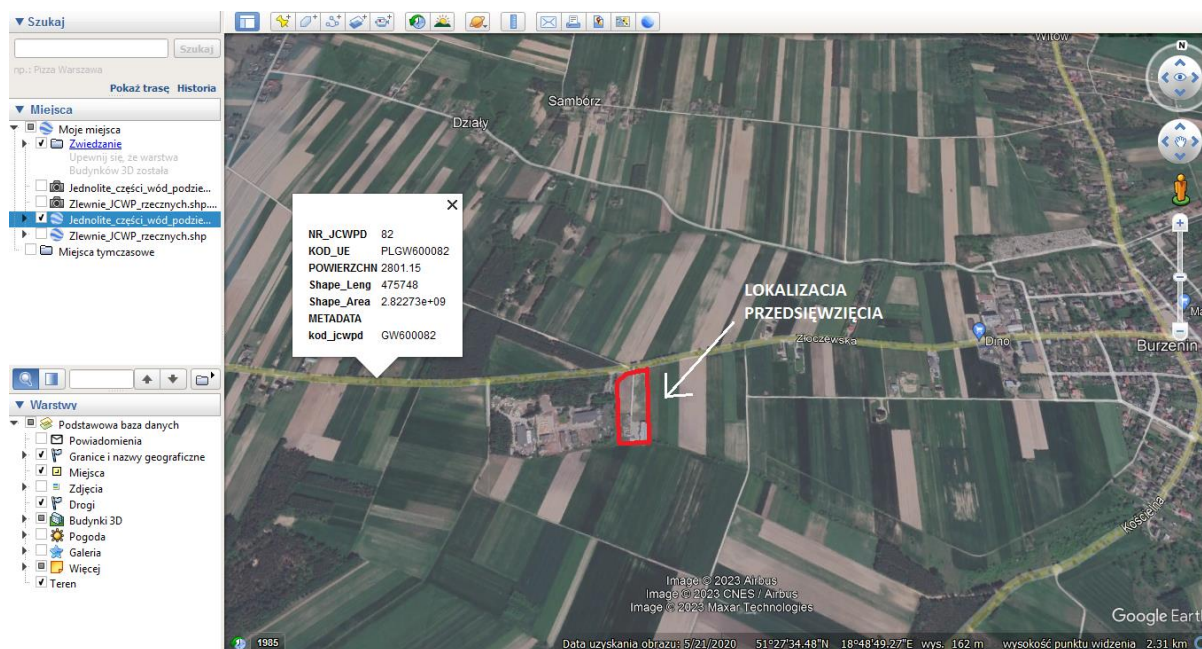 Szukaj
Szukaj
np.: Pizza Warszawa
Pokaż trasę Historia
Miejsca
Moje miejsca
Zwiedzanie
Upewnij się, że warstwa
Budynków 3D została
Jednolite_części_wód_podzie...
Zlewnie_JCWP_rzecznych.shp....
Jednolite_części_wód_podzie...
Zlewnie_JCWP_rzecznych.shp
Miejsca tymczasowe
Warstwy
Podstawowa baza danych
Powiadomienia
Granice i nazwy geograficzne
Miejsca
Zdjęcia
Drogi
Budynki 3D
Pogoda
Galeria
Więcej
Teren
Witów
N
Sambórz
Działy
NR_JCWPD 82
KOD_UE PLGW600082
POWIERZCHN 2801.15
Shape_Leng 475748
Shape_Area 2.82273e+09
METADATA
kod_jcwpd GW600082
LOKALIZACJA
PRZEDSIĘWZIĘCIA
Złoczewska
Dino
Ma
Burzenin
Kościelna
Image © 2023 Airbus
Image © 2023 CNES / Airbus
Image © 2023 Maxar Technologies
Google Earth
1985
Data uzyskania obrazu: 5/21/2020 51°27'34.48"N 18°48'49.27"E wys. 162 m wysokość punktu widzenia 2.31 km